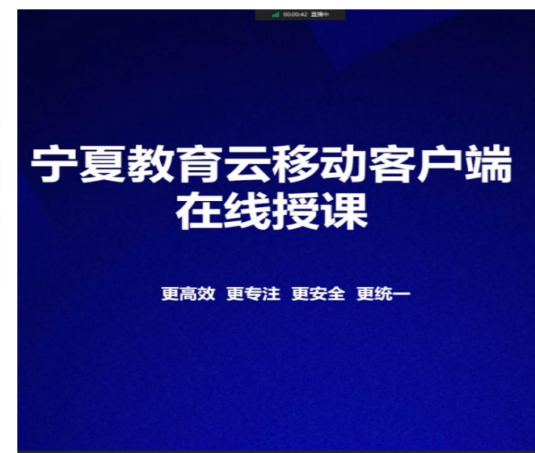 00:00:42 直播中
宁夏教育云移动客户端
在线授课
更高效 更专注 更安全 更统一